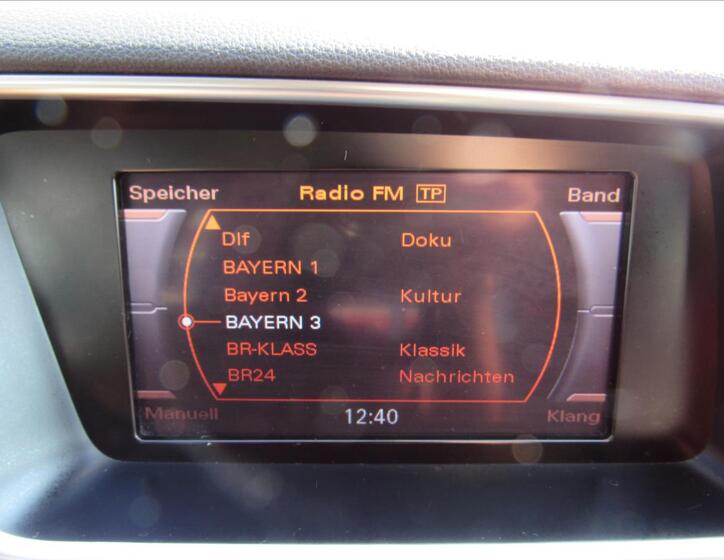 Speicher Radio FM TP Band
Dlf Doku
BAYERN 1
Bayern 2 Kultur
BAYERN 3
BR-KLASS Klassik
BR24 Nachrichten
Manuell 12:40 Klang